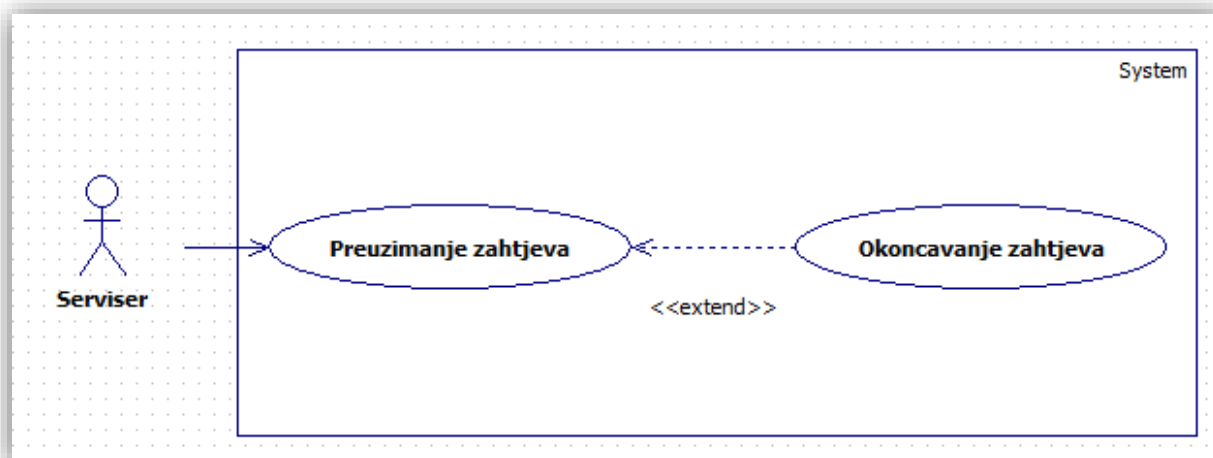 System
Preuzimanje zahtjeva
Okoncavanje zahtjeva
Serviser
<<extend>>